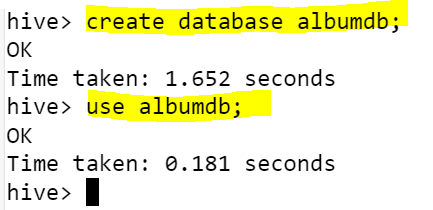 hive> create database albumdb;
OK
Time taken: 1.652 seconds
hive> use albumdb;
OK
Time taken: 0.181 seconds
hive>